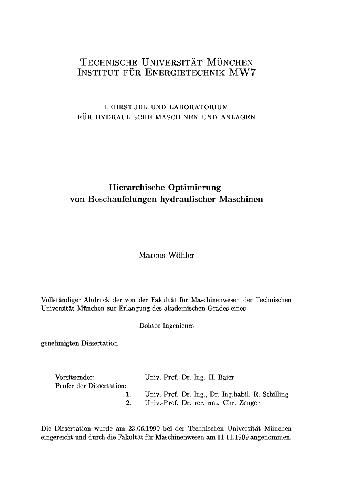 TECHNISCHE UNIVERSITÄT MÜNCHEN
INSTITUT FÜR ENERGIETECHNIK MW7
LEHRSTUHL UND LABORATORIUM
FÜR HYDRAULISCHE MASCHINEN UND ANLAGEN
Hierarchische Optimierung
von Beschaufelungen hydraulischer Maschinen
Marcus
Vollständiger Abdruck der von der Fakultät für Maschinenwesen der Technischen
Universität München zur Erlangung des akademischen Grades eines
Doktor-Ingenieurs
genehmigten Dissertation.
Vorsitzender: Univ.-Prof. Dr.-Ing. H.
Prüfer der Dissertation:
1. Univ.-Prof. Dr.-Ing., Dr.-Ing.habil. R. Schilling
2. Univ.-Prof. Dr. rer. nat. Chr. Zenger
Die Dissertation wurde am 23.06.1999 bei der Technischen Universität München
eingereicht und durch die Fakultät für Maschinenwesen am 11.11.1999 angenommen.